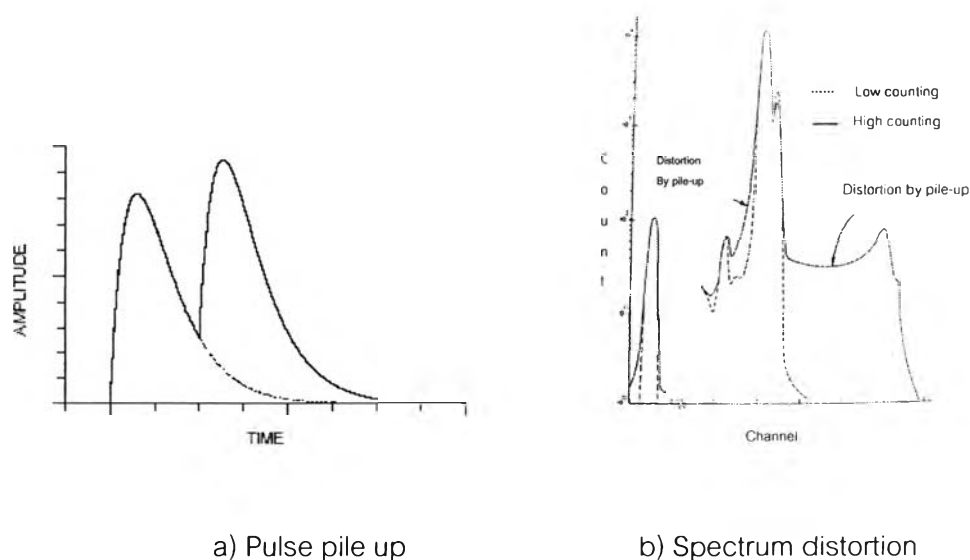 AMPLITUDE
TIME
Low counting
High counting
Distortion
By pile-up
Distortion by pile-up
C
o
u
n
t
Channel
a) Pulse pile up
b) Spectrum distortion